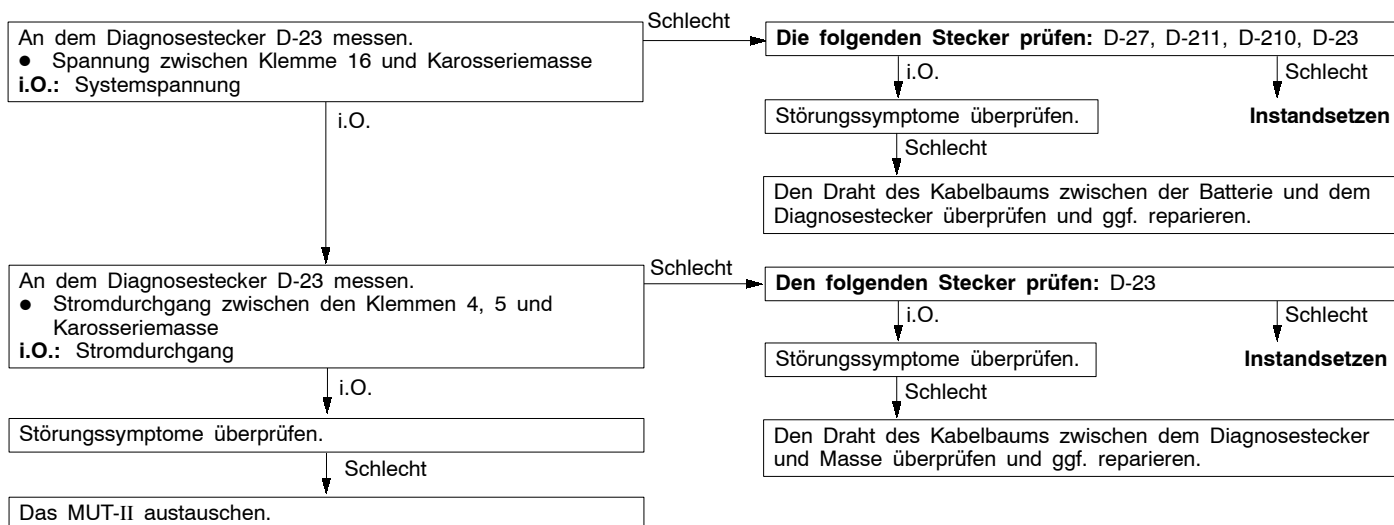 An dem Diagnosestecker D-23 messen.
● Spannung zwischen Klemme 16 und Karosseriemasse
i.O.: Systemspannung
Schlecht
Die folgenden Stecker prüfen: D-27, D-211, D-210, D-23
i.O.
Schlecht
Störungssymptome überprüfen.
Instandsetzen
Schlecht
Den Draht des Kabelbaums zwischen der Batterie und dem
Diagnosestecker überprüfen und ggf. reparieren.
i.O.
An dem Diagnosestecker D-23 messen.
● Stromdurchgang zwischen den Klemmen 4, 5 und
Karosseriemasse
i.O.: Stromdurchgang
Schlecht
Den folgenden Stecker prüfen: D-23
i.O.
Schlecht
Störungssymptome überprüfen.
Instandsetzen
Schlecht
Den Draht des Kabelbaums zwischen dem Diagnosestecker
und Masse überprüfen und ggf. reparieren.
i.O.
Störungssymptome überprüfen.
Schlecht
Das MUT-II austauschen.